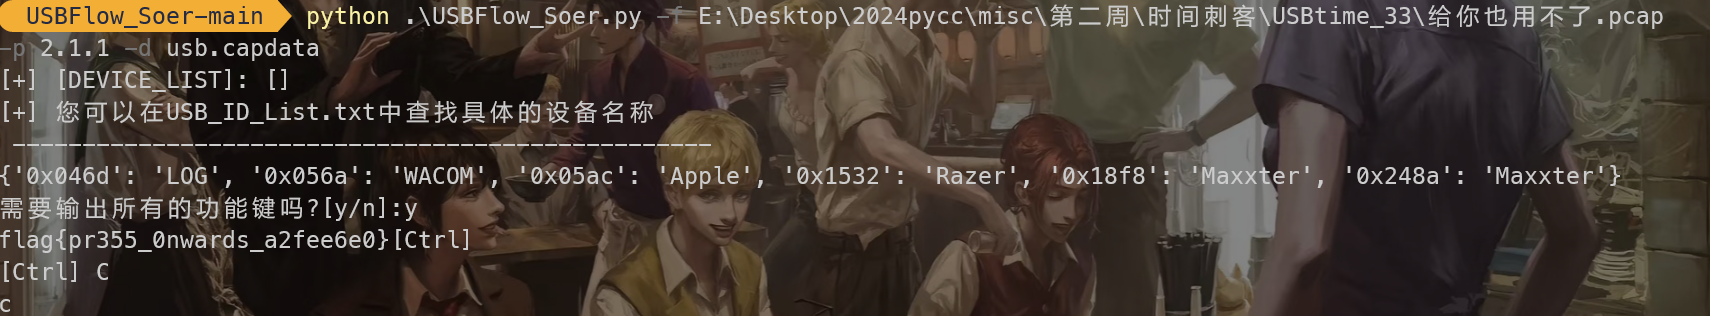 USBFlow_Soer-main python .\USBFlow_Soer.py -f E:\Desktop\2024pycc\misc\第二周\时间刺客\USBtime_33\给你也用不了.pcap
-p 2.1.1 -d usb.capdata
[+] [DEVICE_LIST]: []
[+] 您可以在USB_ID_List.txt中查找具体的设备名称
---------------------------------------------------
{'0x046d': 'LOG', '0x056a': 'WACOM', '0x05ac': 'Apple', '0x1532': 'Razer', '0x18f8': 'Maxxter', '0x248a': 'Maxxter'}
需要输出所有的功能键吗?[y/n]:y
flag{pr355_0nwards_a2fee6e0}[Ctrl]
[Ctrl] C
c